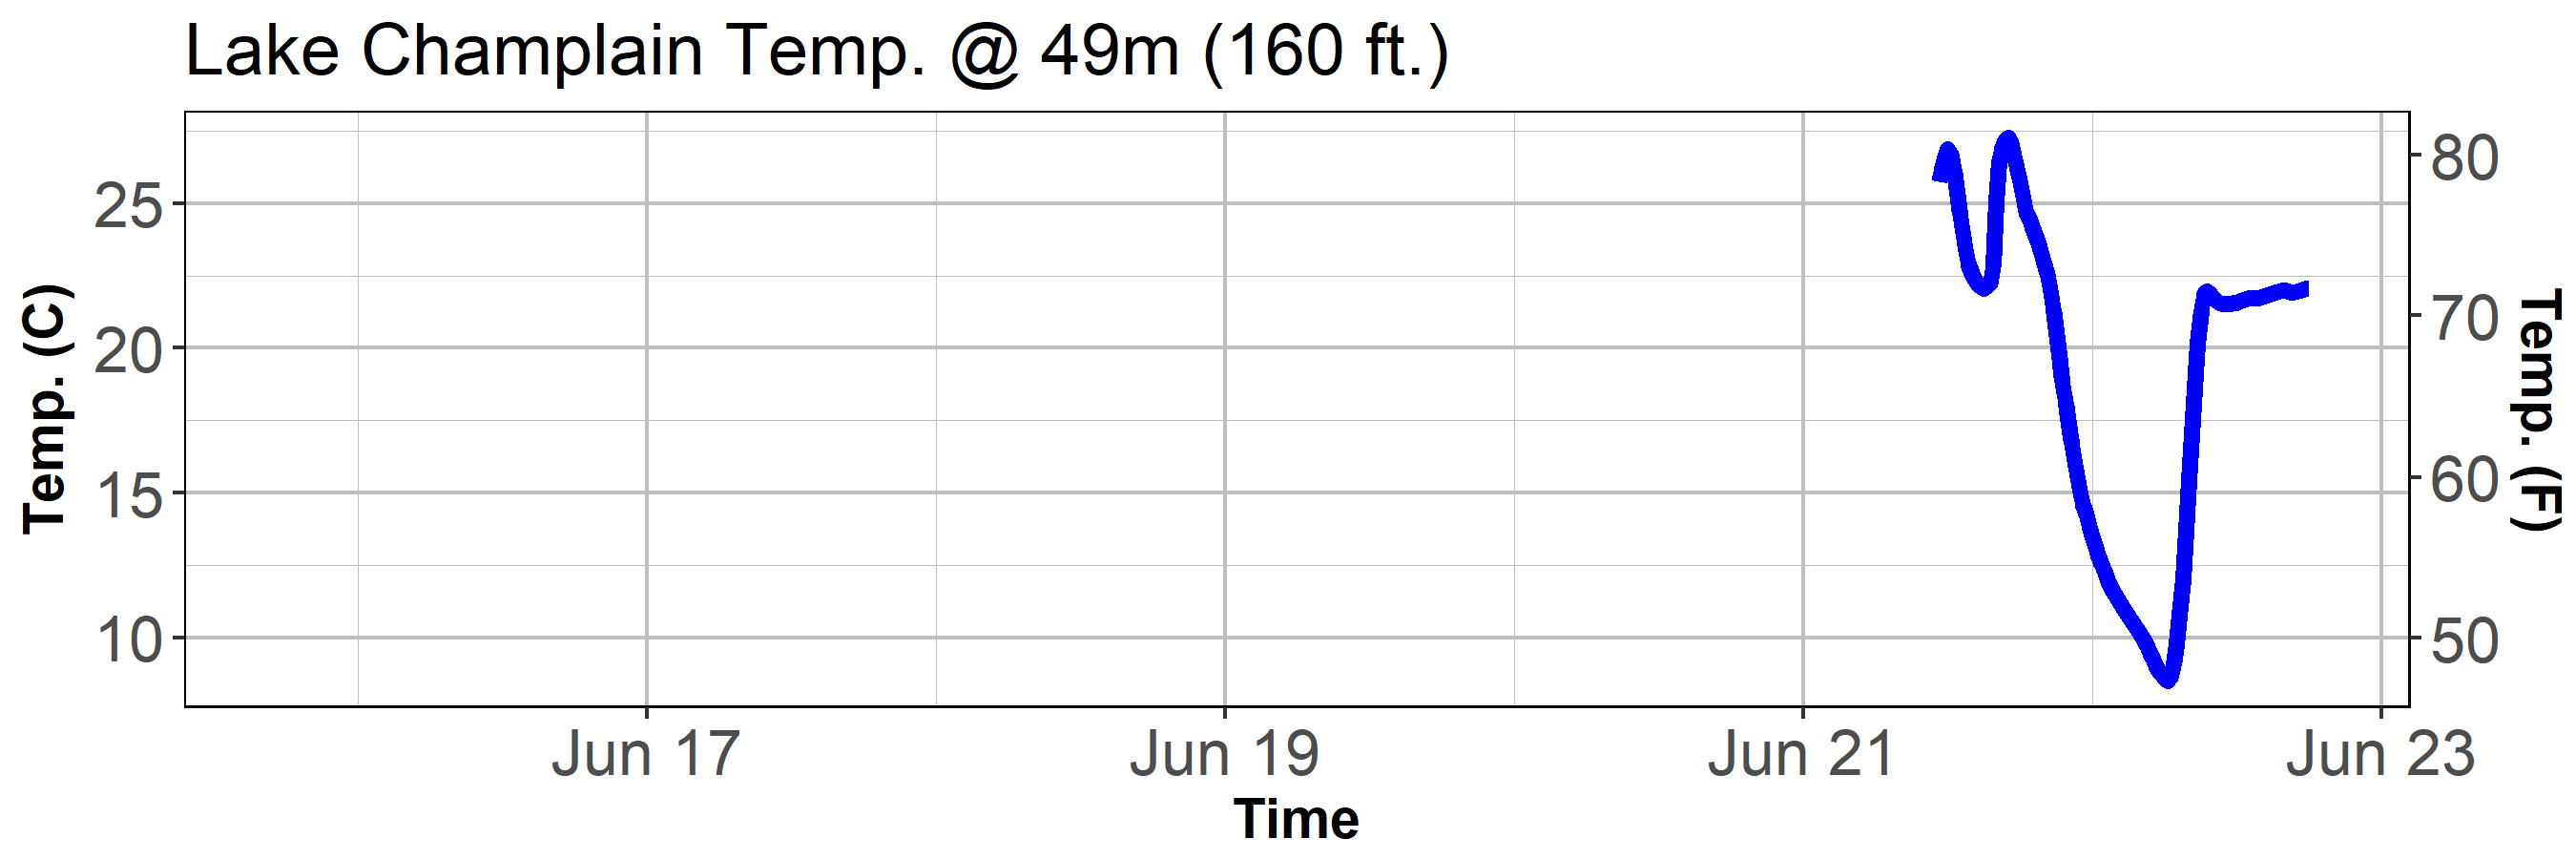 Lake Champlain Temp. @ 49m (160 ft.)
Temp. (C)
25
20
15
10
80
70
60
50
Temp. (F)
Jun 17 Jun 19 Jun 21 Jun 23
Time